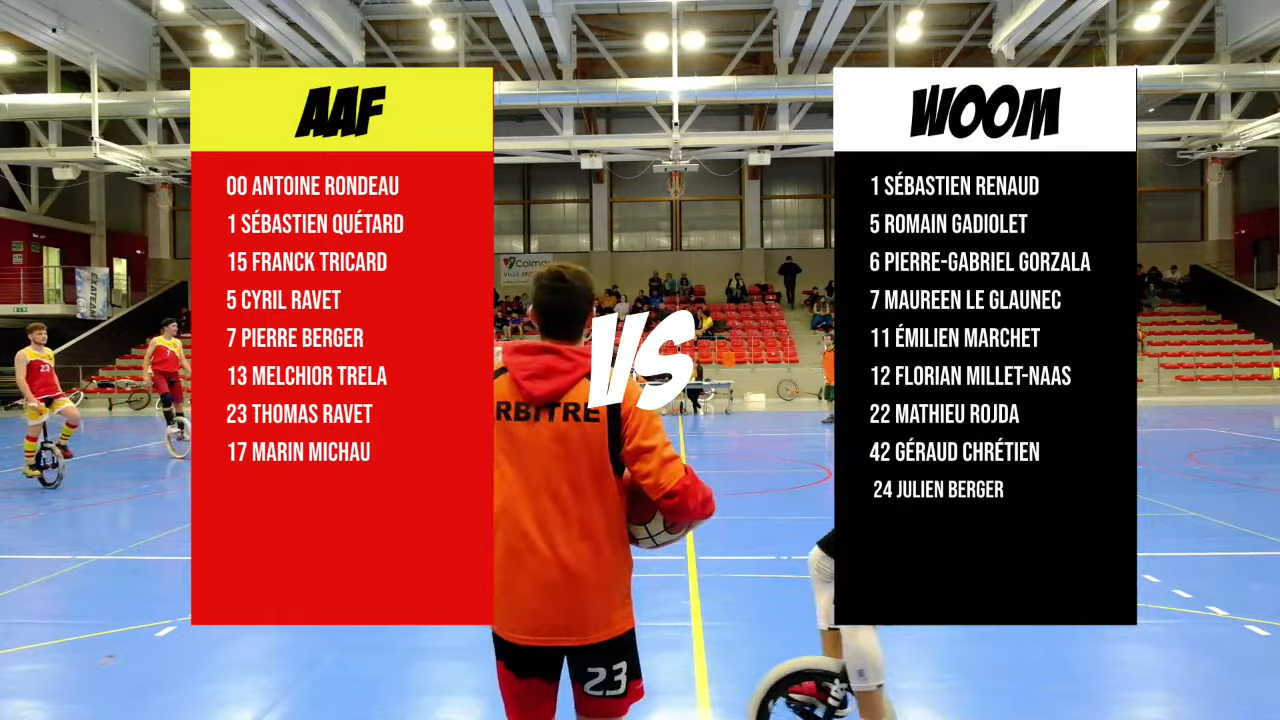 AAF
00 ANTOINE RONDEAU
1 SÉBASTIEN QUÉTARD
15 FRANCK TRICARD
5 CYRIL RAVET
7 PIERRE BERGER
13 MELCHIOR TRELA
23 THOMAS RAVET
17 MARIN MICHAU
VS
WOOM
1 SÉBASTIEN RENAUD
5 ROMAIN GADIOLET
6 PIERRE-GABRIEL GORZALA
7 MAUREEN LE GLAUNEC
11 ÉMILIEN MARCHET
12 FLORIAN MILLET-NAAS
22 MATHIEU ROJDA
42 GÉRAUD CHRÉTIEN
24 JULIEN BERGER
Colmar
RBITRE
23
23